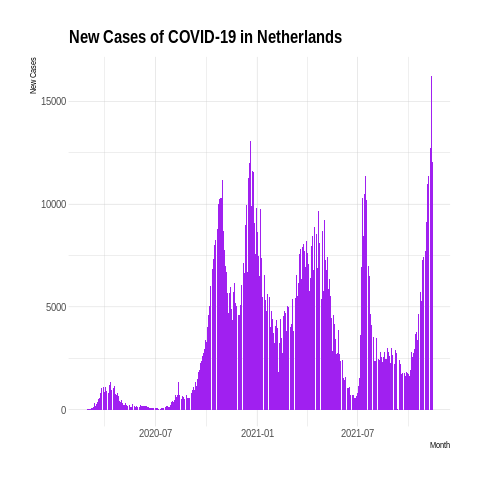 New Cases of COVID-19 in Netherlands
New Cases
15000
10000
5000
0
2020-07
2021-01
2021-07
Month